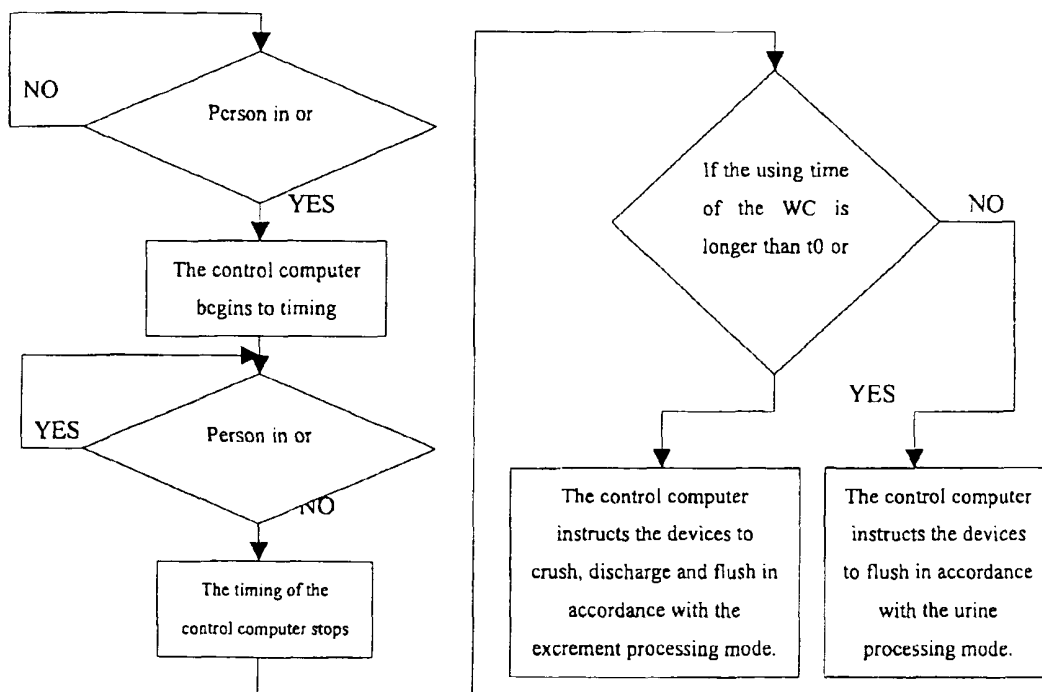 NO
Person in or
YES
The control computer
begins to timing
YES
Person in or
NO
The timing of the
control computer stops
If the using time
of the WC is
longer than t0 or
NO
YES
The control computer
instructs the devices to
crush, discharge and flush in
accordance with the
excrement processing mode.
The control computer
instructs the devices
to flush in accordance
with the urine
processing mode.